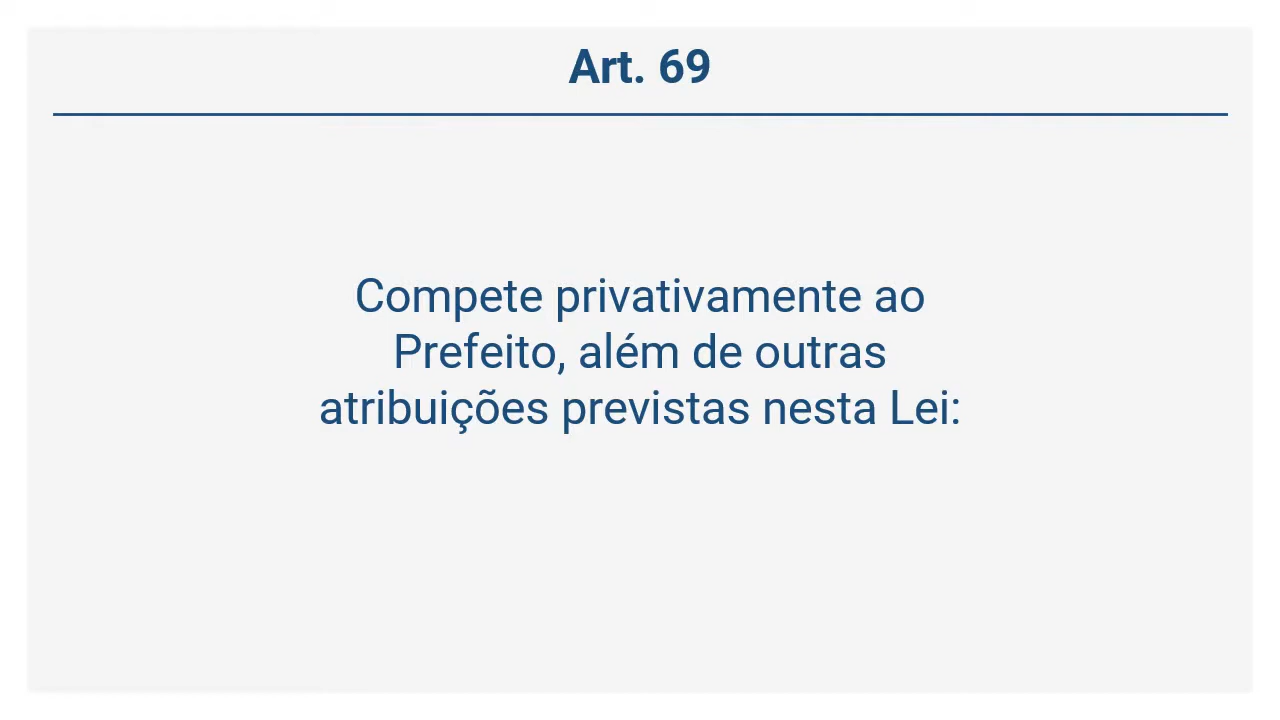 Art. 69
Compete privativamente ao
Prefeito, além de outras
atribuições previstas nesta Lei: